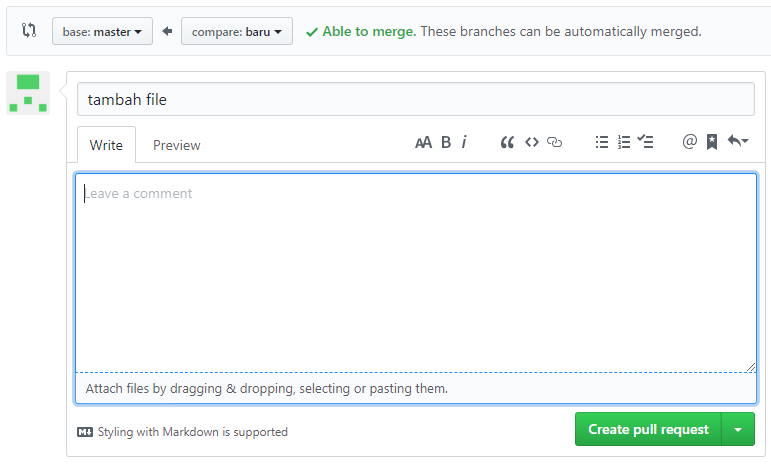 base: master compare: baru Able to merge. These branches can be automatically merged.
tambah file
Write Preview AA B i @
Leave a comment
Attach files by dragging & dropping, selecting or pasting them.
Styling with Markdown is supported
Create pull request